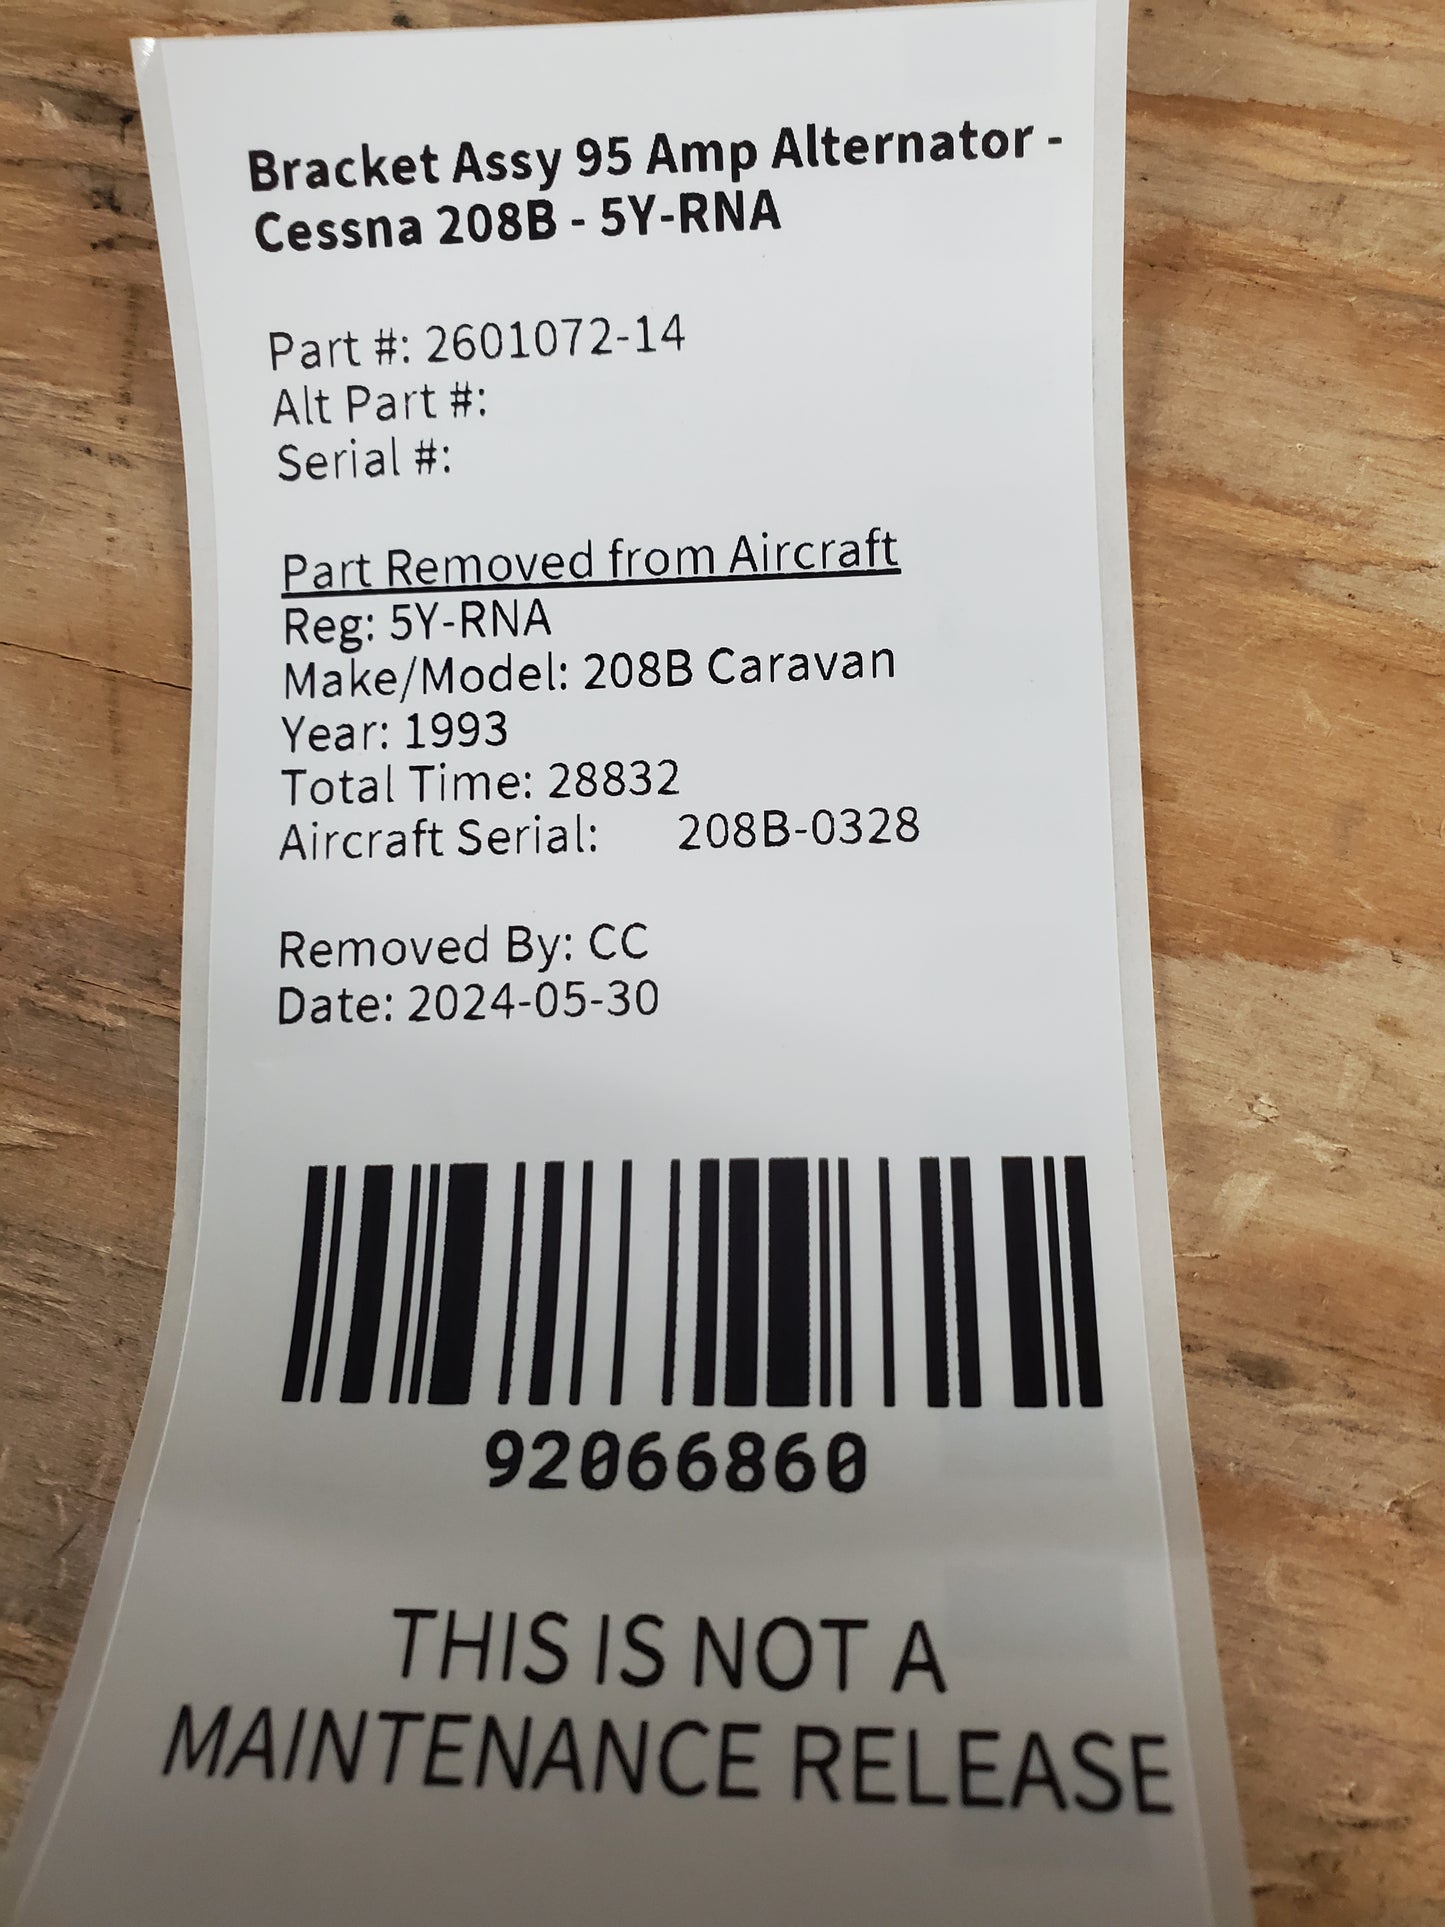 Bracket Assy 95 Amp Alternator -
Cessna 208B - 5Y-RNA
Part #: 2601072-14
Alt Part #:
Serial #:
Part Removed from Aircraft
Reg: 5Y-RNA
Make/Model: 208B Caravan
Year: 1993
Total Time: 28832
Aircraft Serial: 208B-0328
Removed By: CC
Date: 2024-05-30
92066860
THIS IS NOT A
MAINTENANCE RELEASE